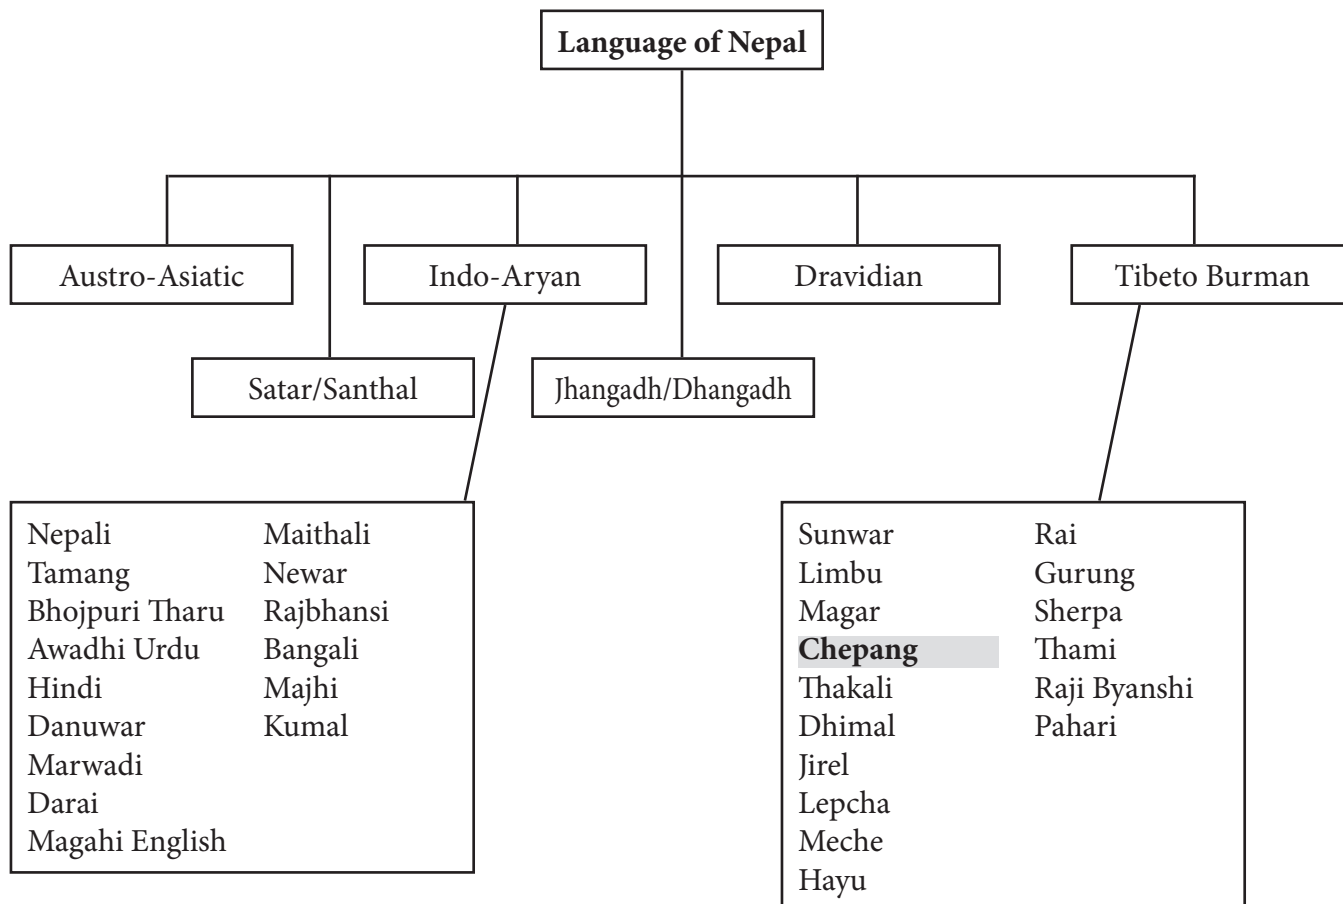 Language of Nepal
Austro-Asiatic
Indo-Aryan
Dravidian
Tibeto Burman
Satar/Santhal
Jhangadh/Dhangadh
Nepali
Tamang
Bhojpuri Tharu
Awadhi Urdu
Hindi
Danuwar
Marwadi
Darai
Magahi English
Maithali
Newar
Rajbhansi
Bangali
Majhi
Kumal
Sunwar
Limbu
Magar
Chepang
Thakali
Dhimal
Jirel
Lepcha
Meche
Hayu
Rai
Gurung
Sherpa
Thami
Raji Byanshi
Pahari